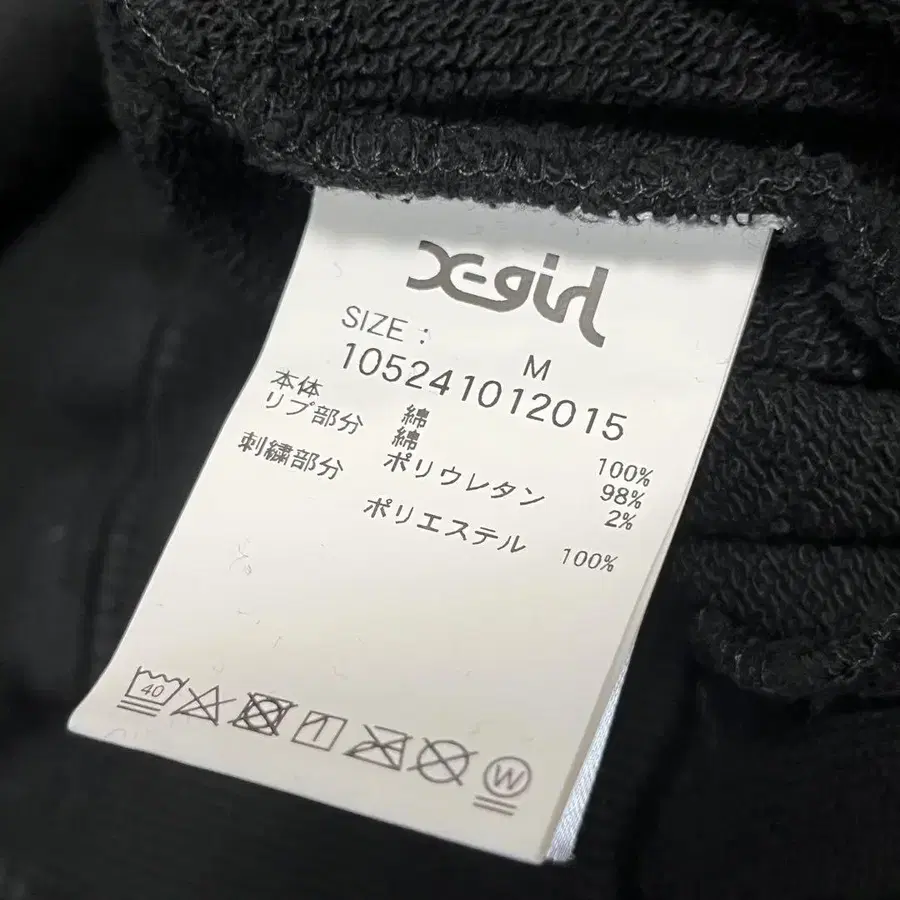 X-girl
SIZE : M
105241012015
本体 綿 100%
リブ部分 綿 98%
ポリウレタン 2%
刺繍部分 ポリエステル 100%
40
W